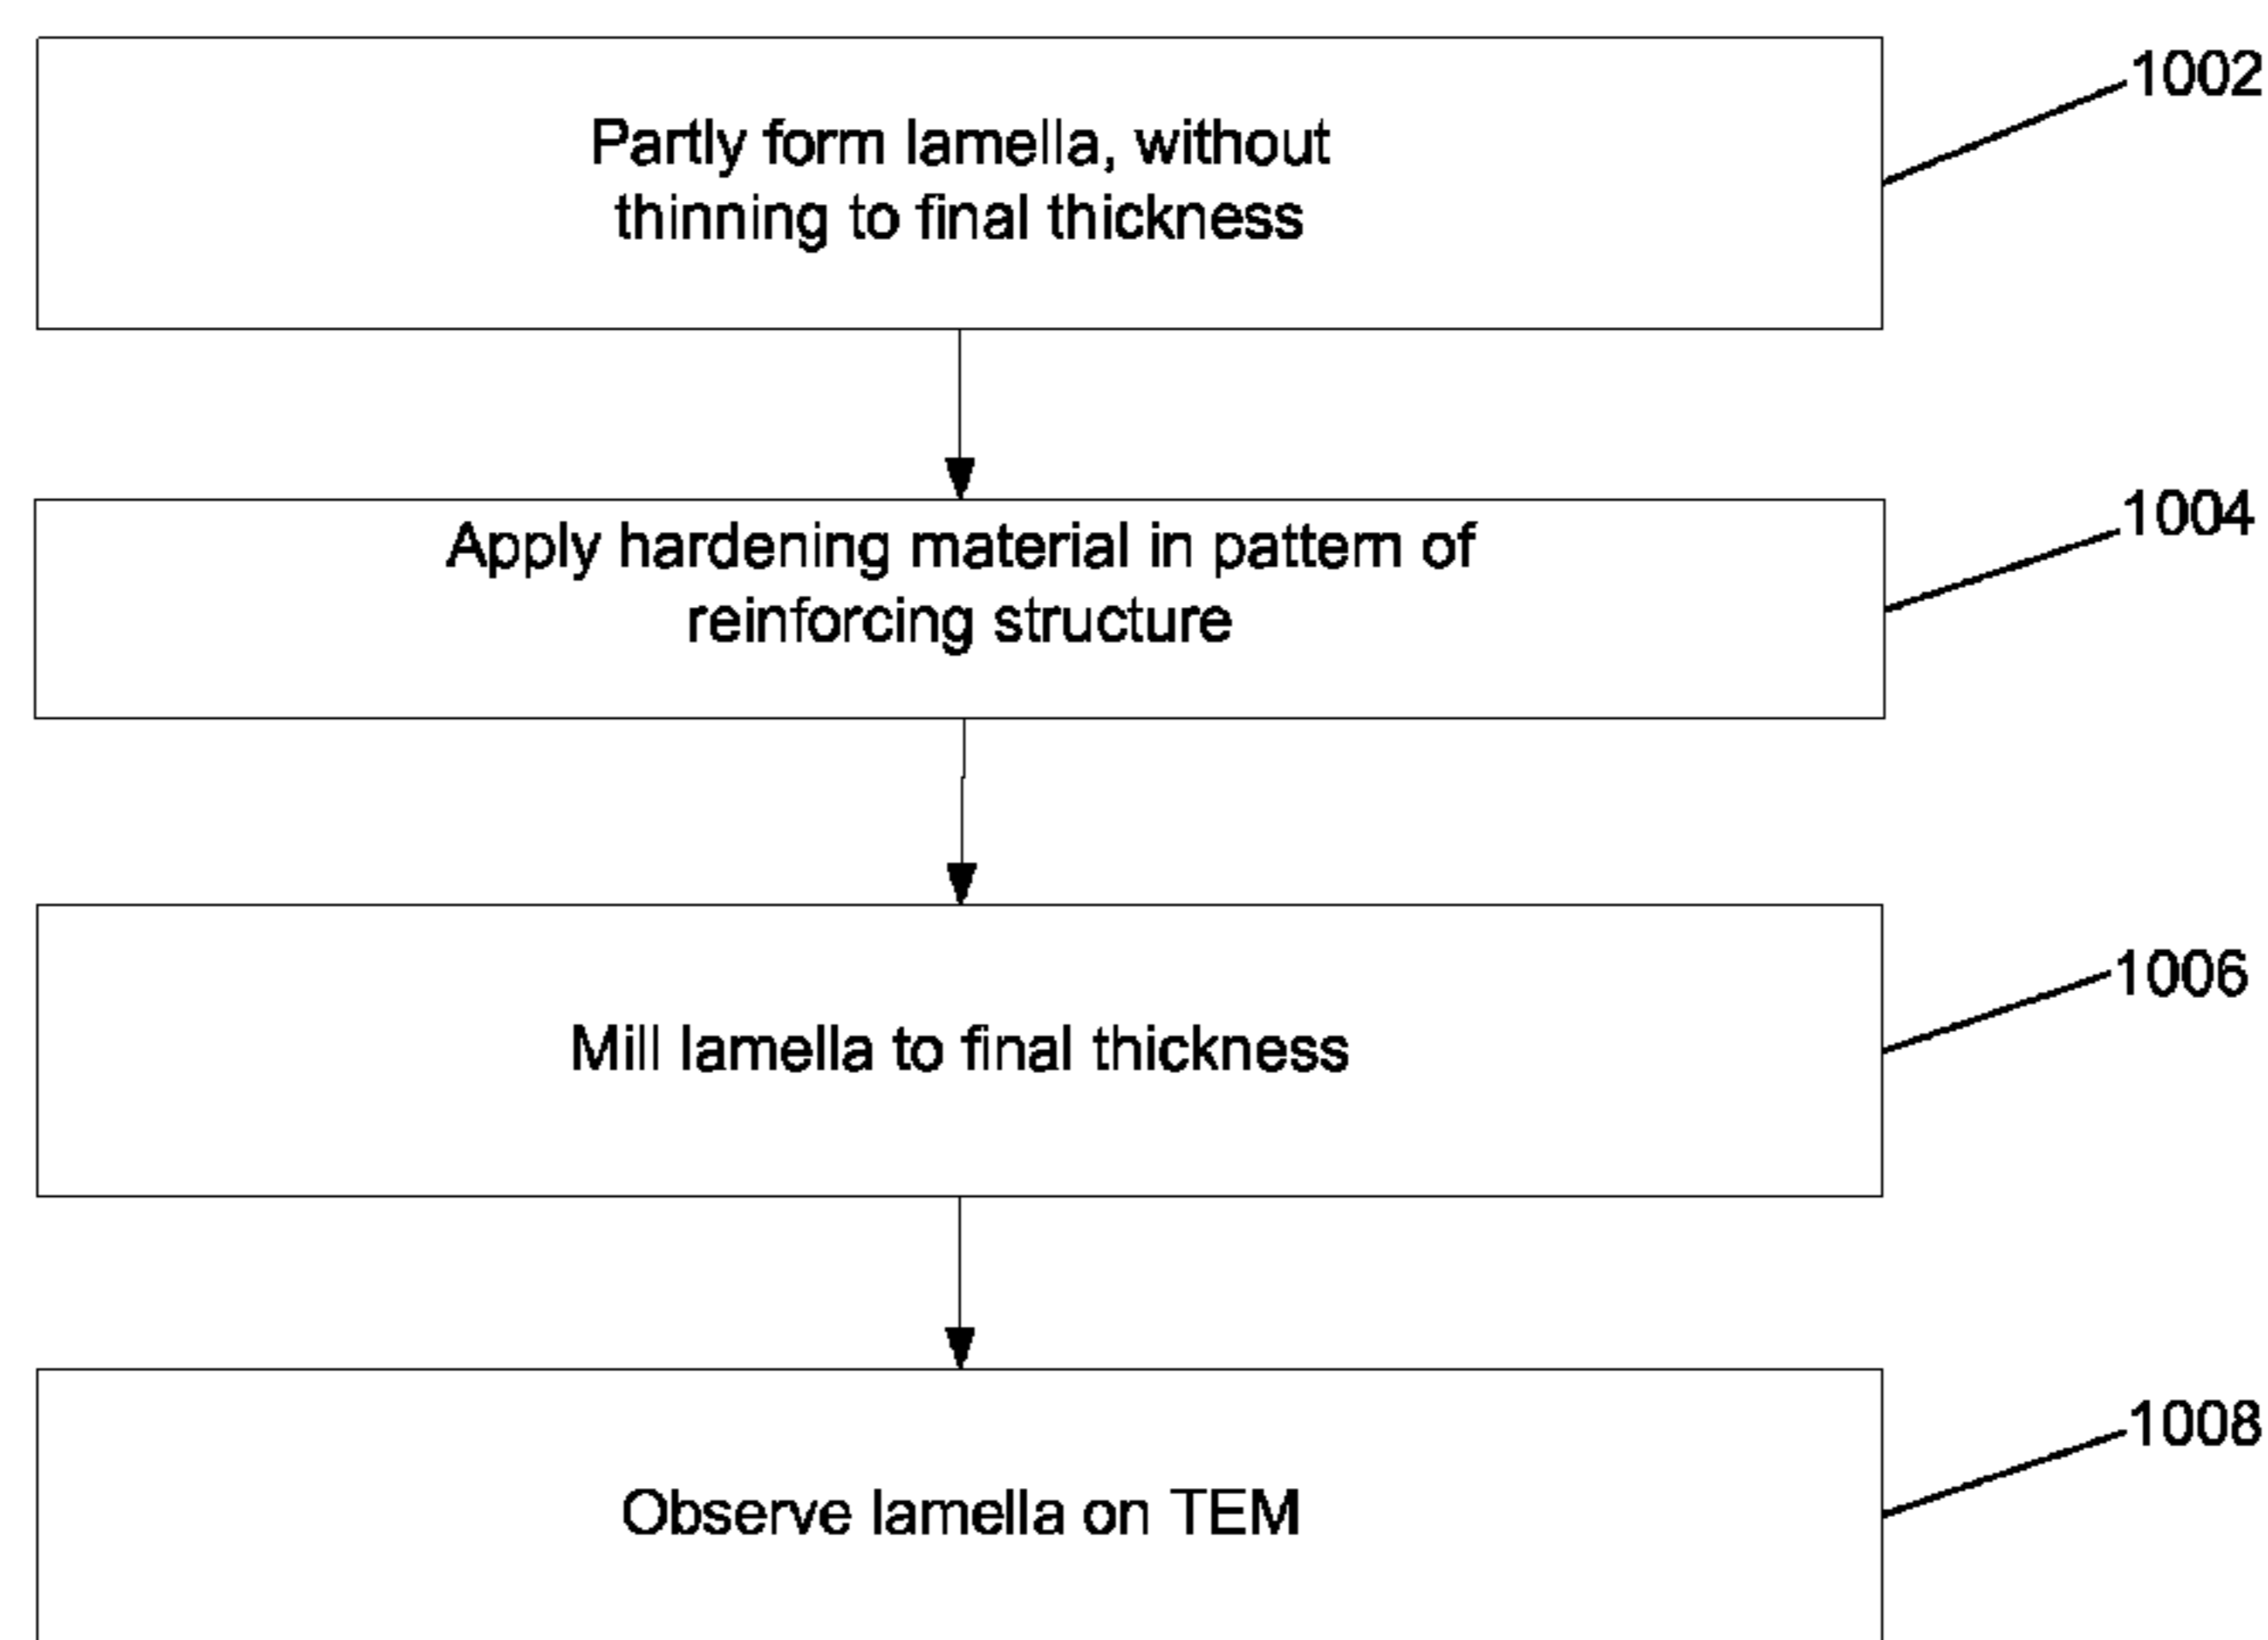 1002
Partly form lamella, without
thinning to final thickness
1004
Apply hardening material in pattern of
reinforcing structure
1006
Mill lamella to final thickness
1008
Observe lamella on TEM